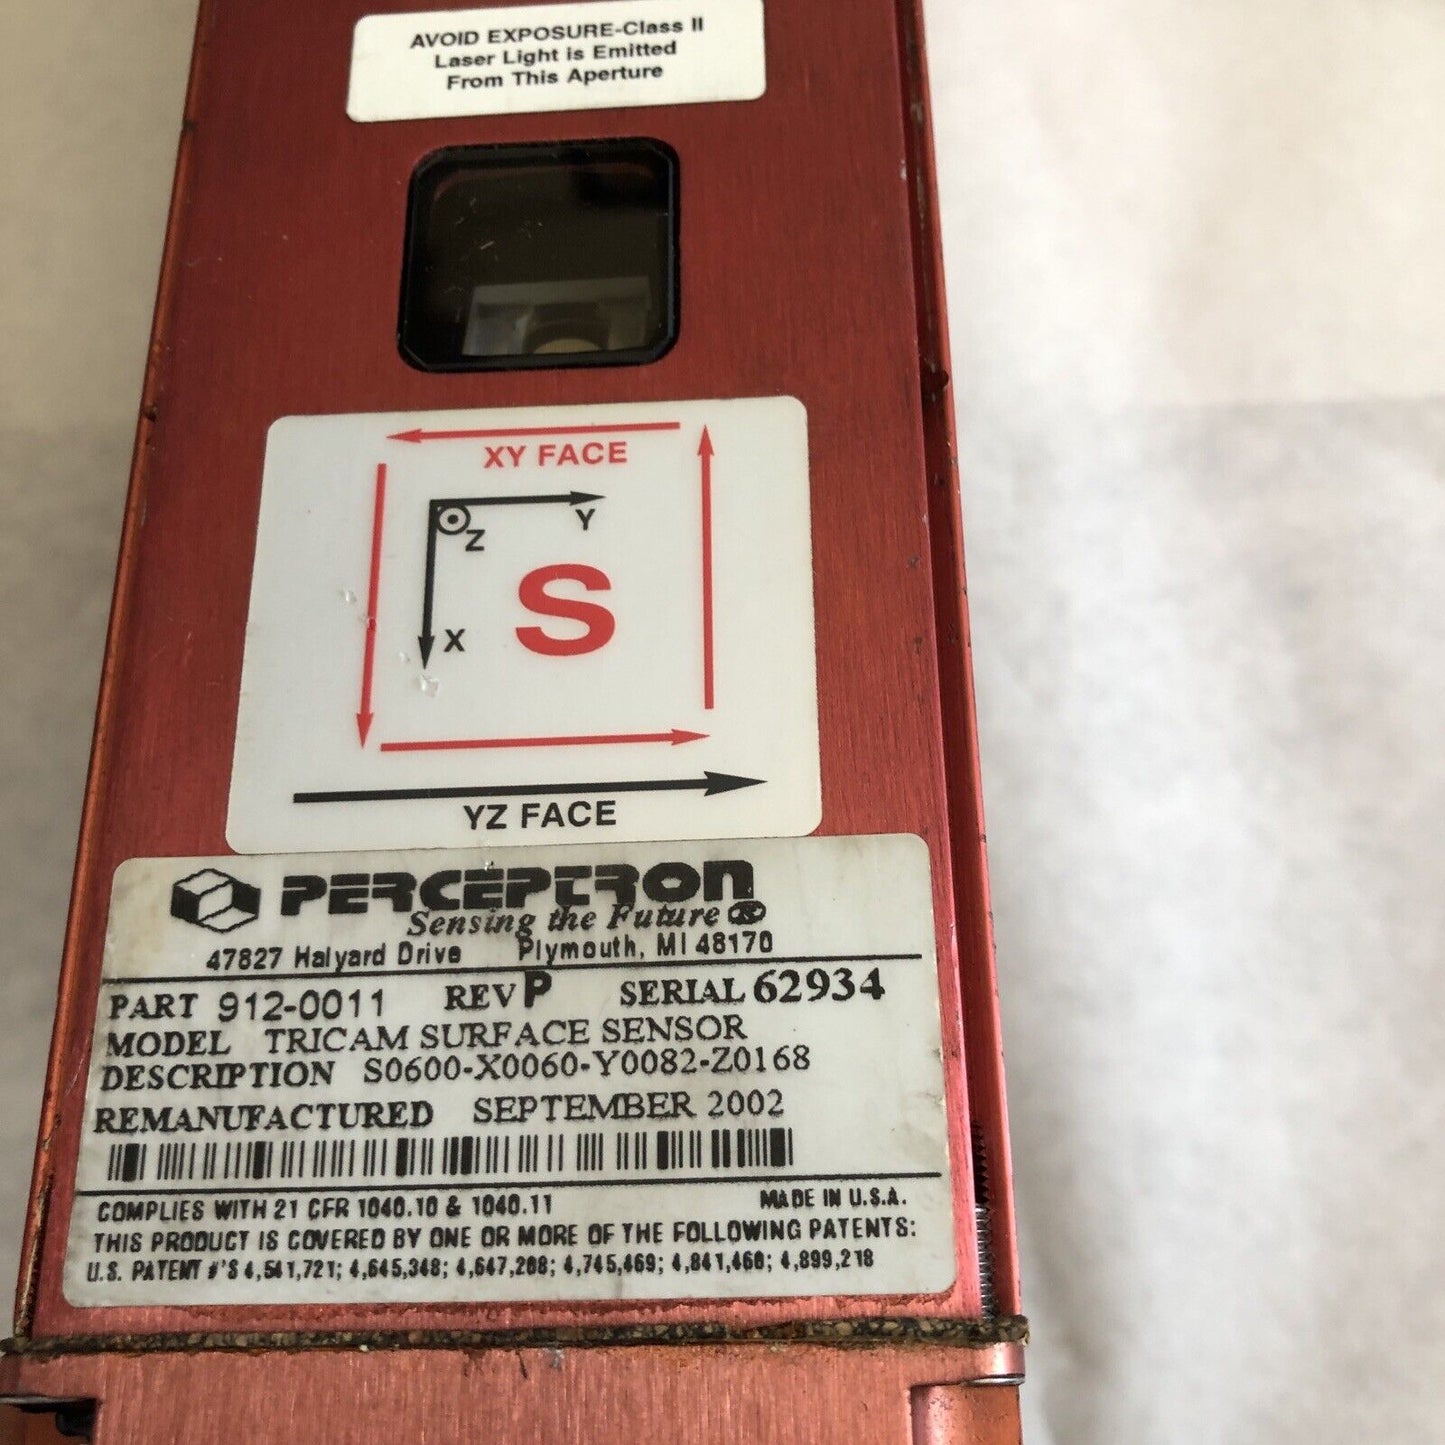 AVOID EXPOSURE-Class II
Laser Light is Emitted
From This Aperture
XY FACE
Y
Z
X
S
YZ FACE
PERCEPTRON
Sensing the Future®
47827 Halyard Drive Plymouth, MI 48170
PART 912-0011 REV P SERIAL 62934
MODEL TRICAM SURFACE SENSOR
DESCRIPTION S0600-X0060-Y0082-Z0168
REMANUFACTURED SEPTEMBER 2002
COMPLIES WITH 21 CFR 1040.10 & 1040.11 MADE IN U.S.A.
THIS PRODUCT IS COVERED BY ONE OR MORE OF THE FOLLOWING PATENTS:
U.S. PATENT #'S 4,541,721; 4,645,348; 4,647,208; 4,745,469; 4,841,460; 4,899,218